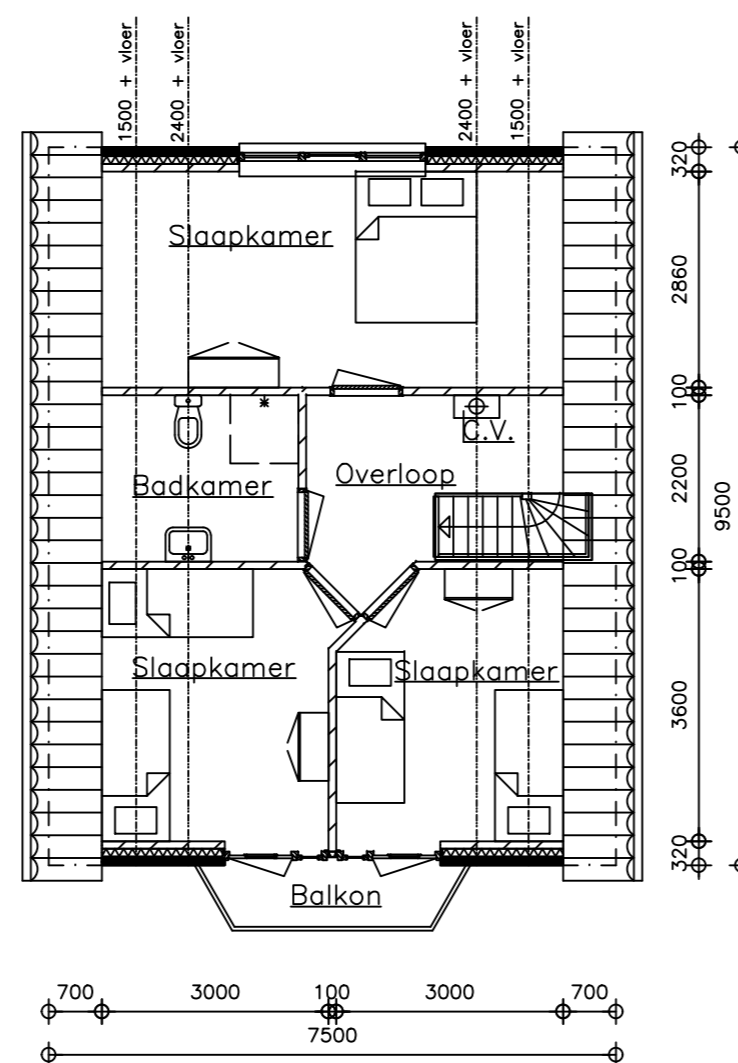 1500 + vloer
2400 + vloer
2400 + vloer
1500 + vloer
320
Slaapkamer
2860
100
C.V.
Overloop
Badkamer
2200
9500
100
Slaapkamer
Slaapkamer
3600
320
Balkon
700 3000 100 3000 700
7500